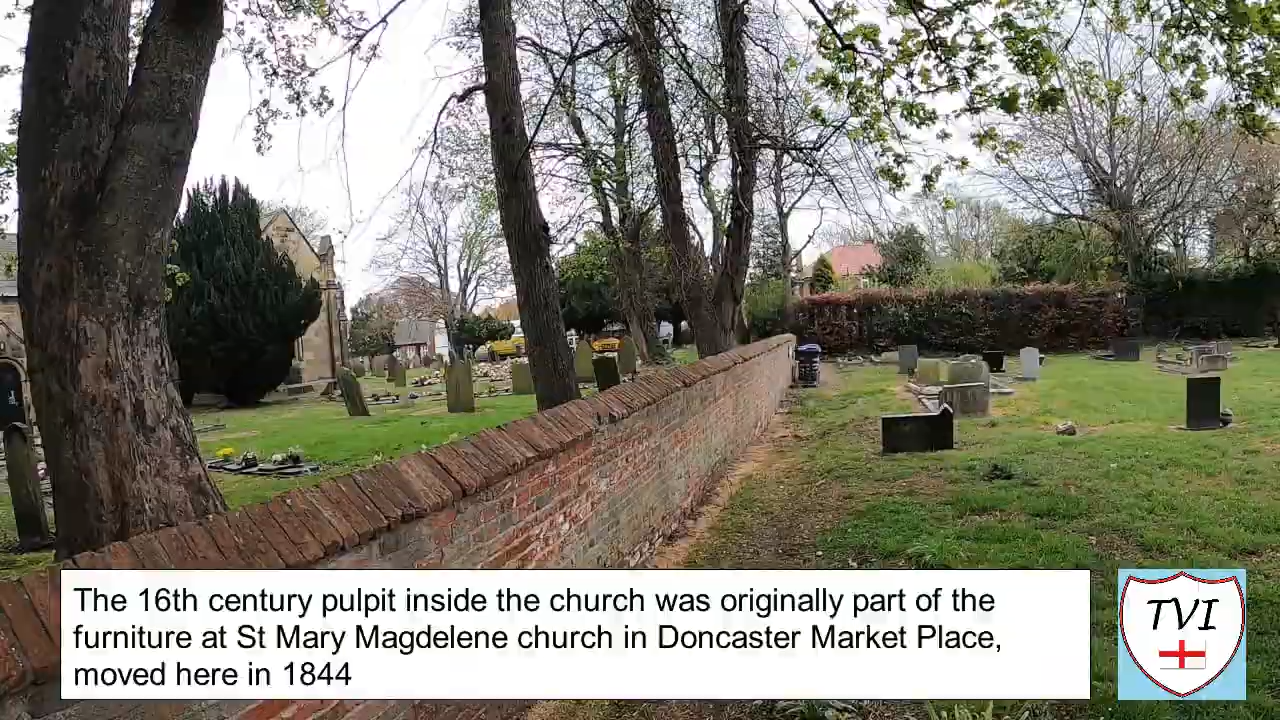 The 16th century pulpit inside the church was originally part of the
furniture at St Mary Magdelene church in Doncaster Market Place,
moved here in 1844
TVI